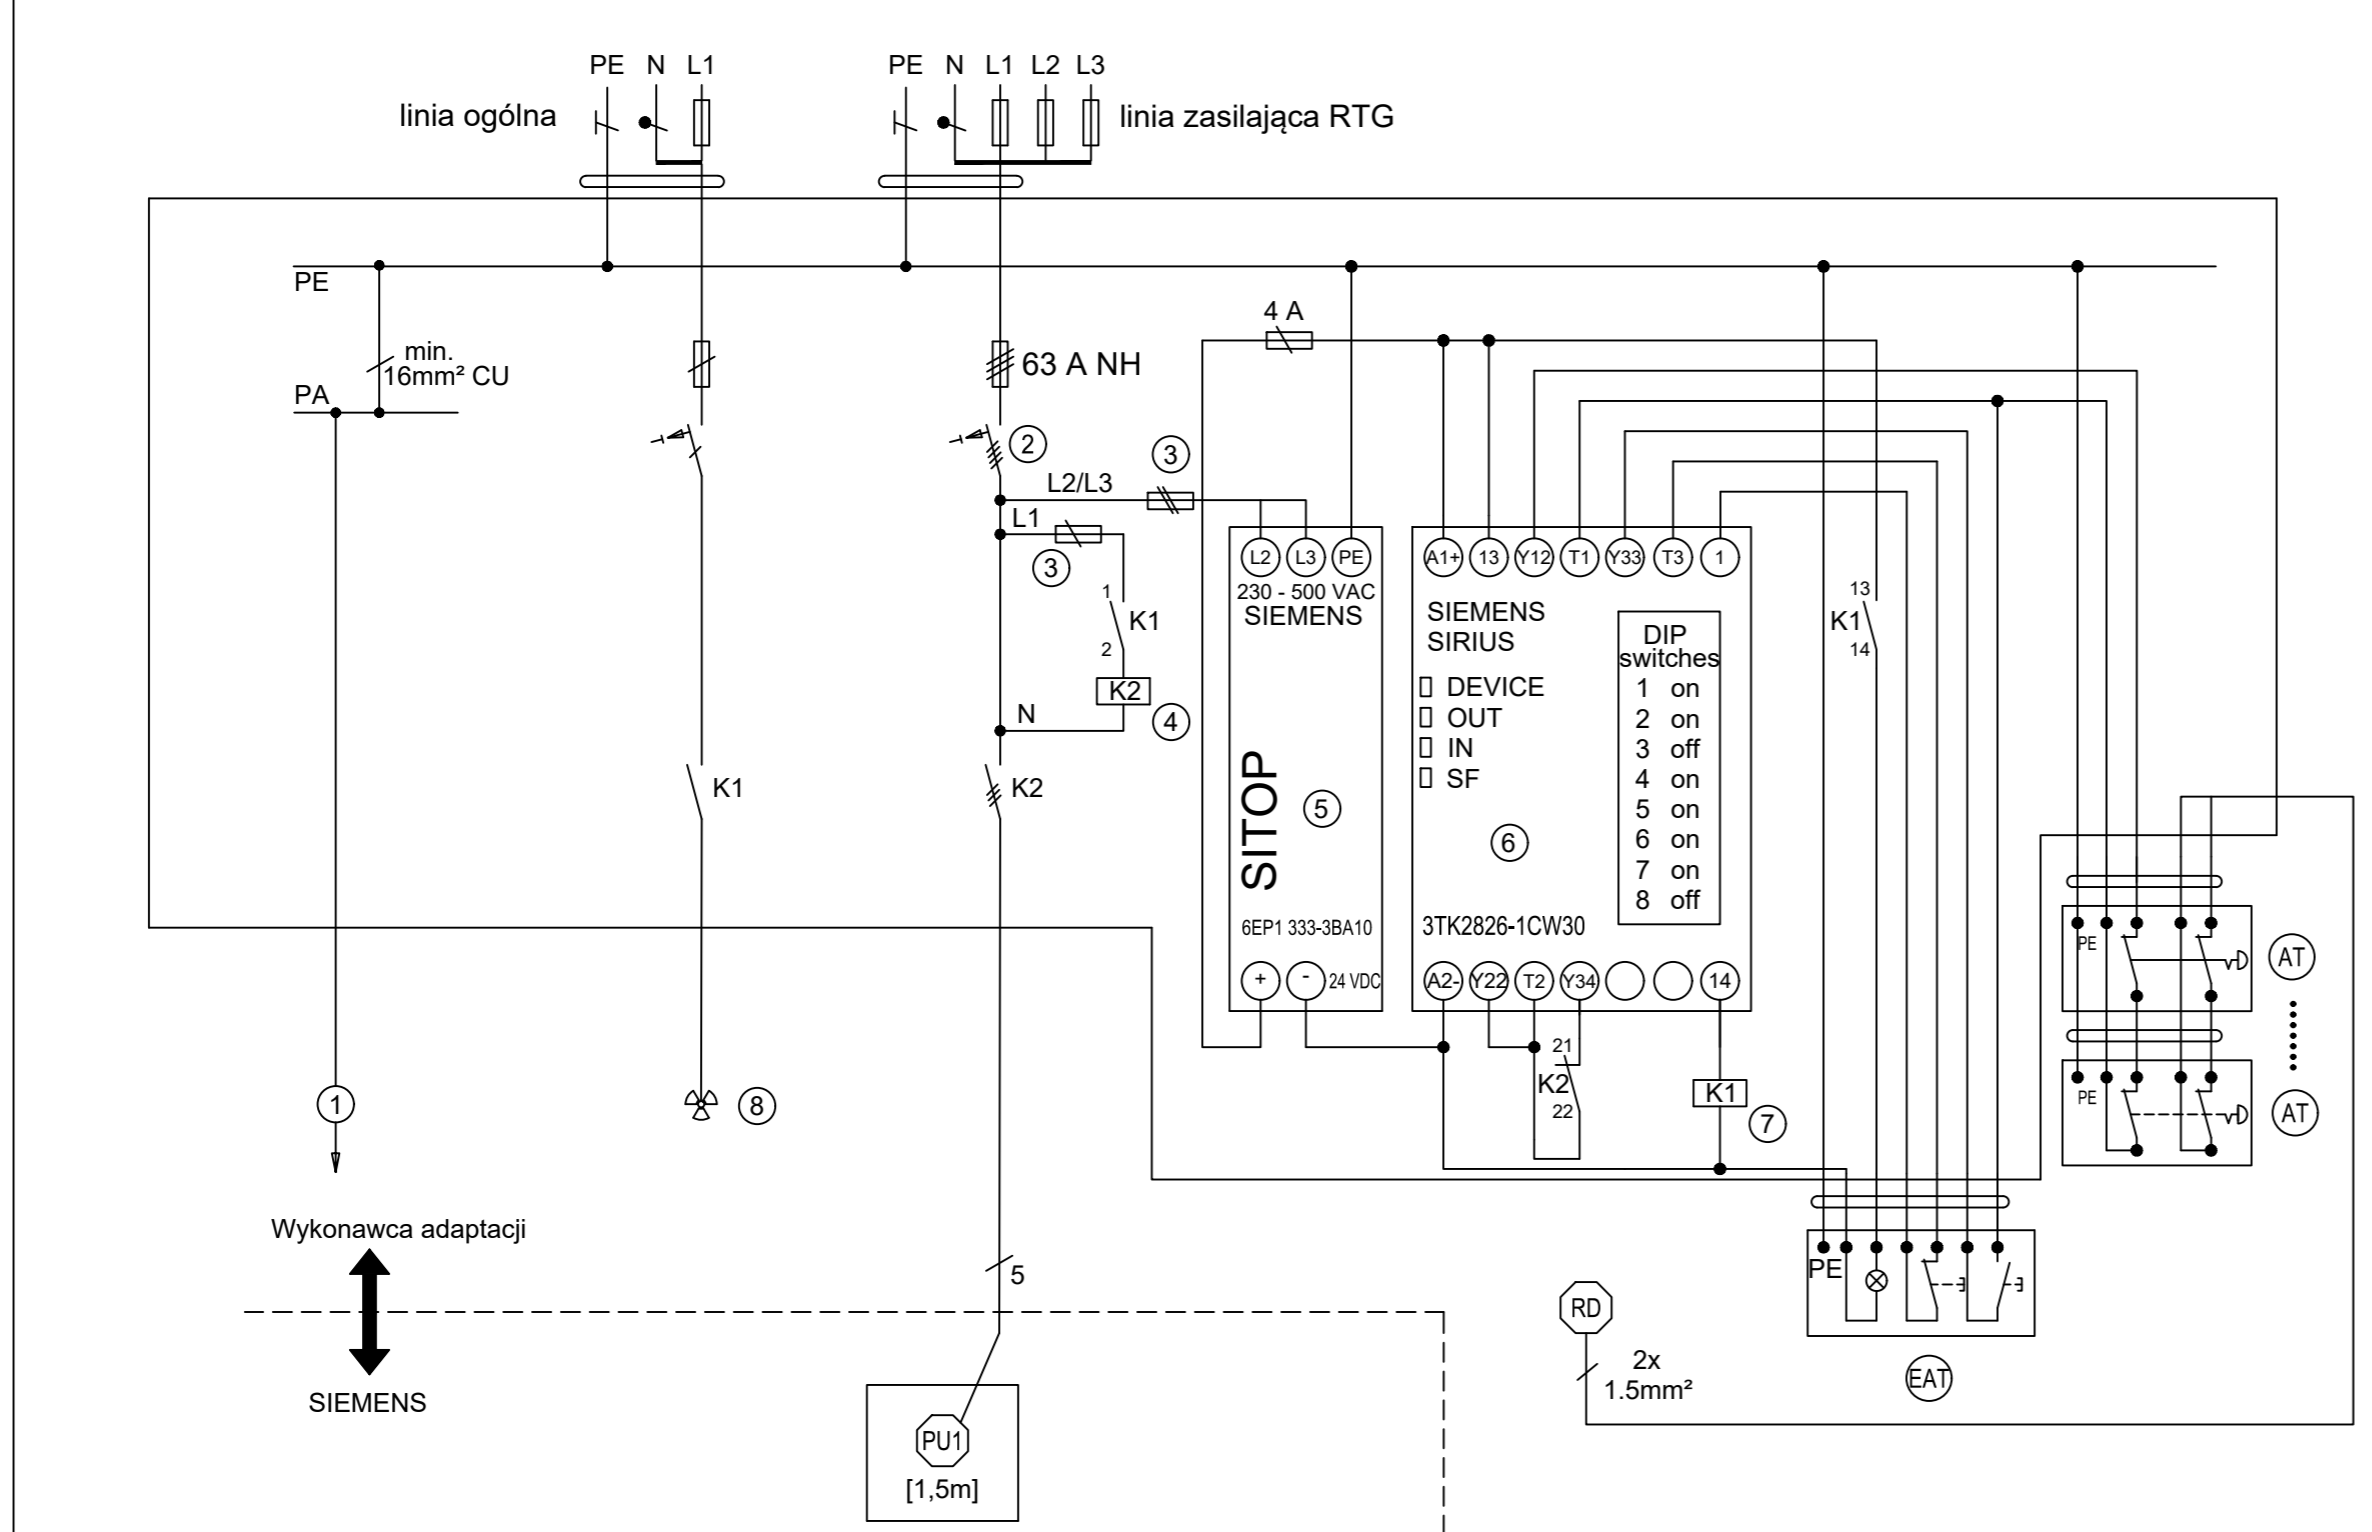 PE N L1
PE N L1 L2 L3
linia ogólna
linia zasilająca RTG
PE
4 A
min.
16mm² CU
PA
63 A NH
2
3
L2/L3
L1
3
L2 L3 PE
230 - 500 VAC
SIEMENS
A1+ 13 Y12 T1 Y33 T3 1
SIEMENS
SIRIUS
DIP
switches
1 on
2 on
3 off
4 on
5 on
6 on
7 on
8 off
DEVICE
OUT
IN
SF
13
K1
14
1
K1
2
K2
N
4
K1
K2
SITOP
5
6
6EP1 333-3BA10
3TK2826-1CW30
+ - 24 VDC
A2- Y22 T2 Y34 14
PE
AT
21
K2
22
K1
7
PE
AT
1
8
Wykonawca adaptacji
SIEMENS
5
PE
RD
2x
1.5mm²
EAT
PU1
[1,5m]